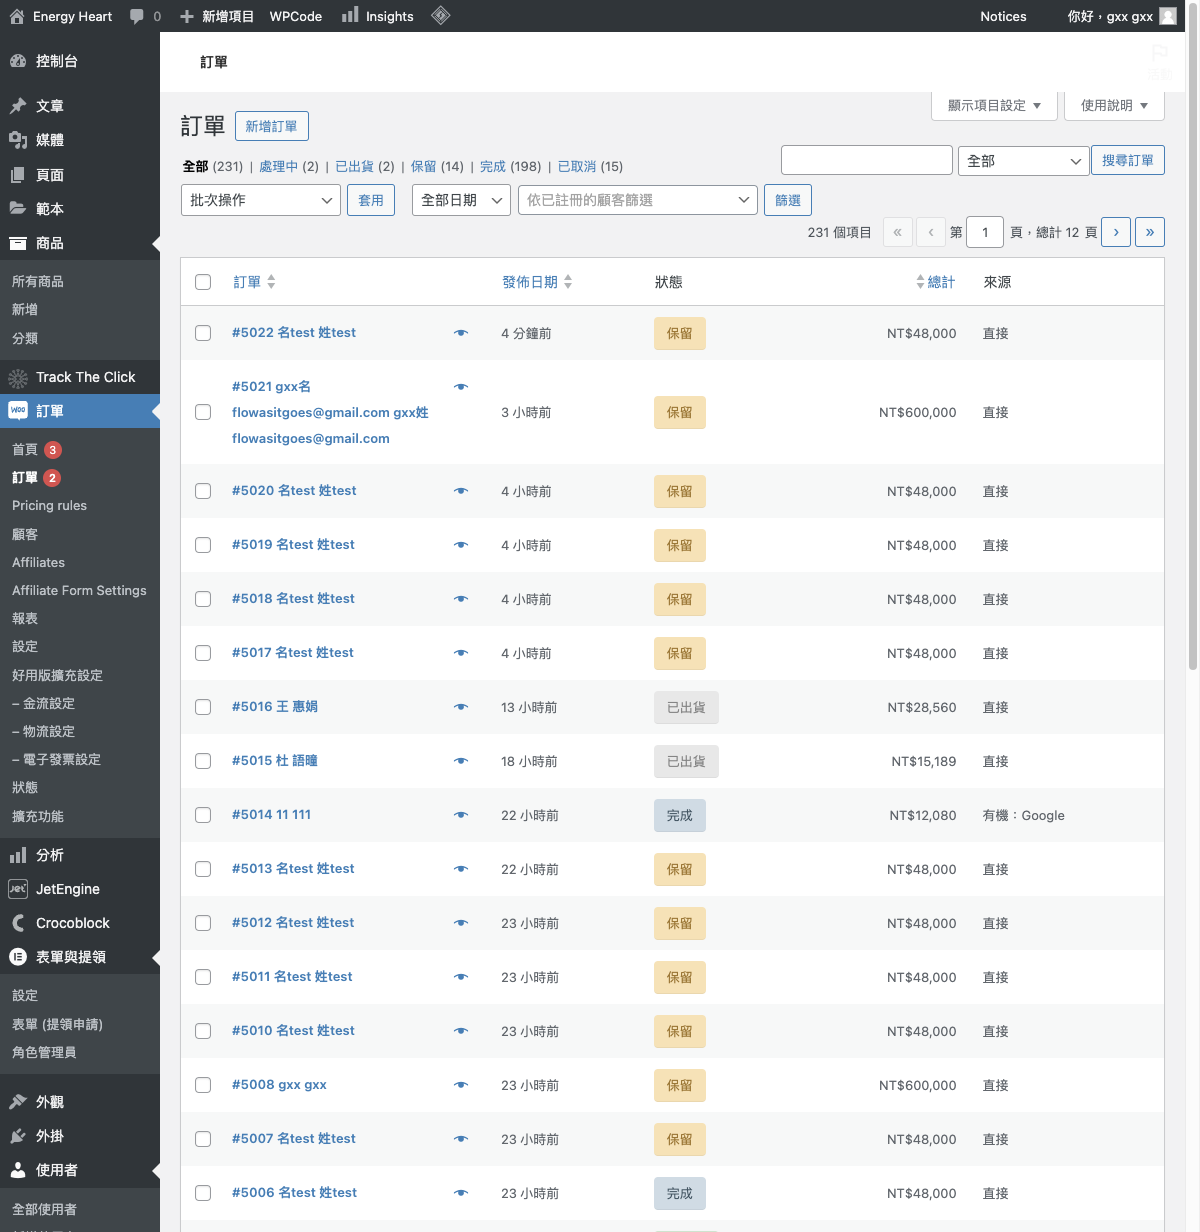 Energy Heart 0 新增項目 WPCode Insights Notices 你好，gxx gxx
控制台
文章
媒體
頁面
範本
商品
所有商品
新增
分類
Track The Click
訂單
首頁 3
訂單 2
Pricing rules
顧客
Affiliates
Affiliate Form Settings
報表
設定
好用版擴充設定
– 金流設定
– 物流設定
– 電子發票設定
狀態
擴充功能
分析
JetEngine
Crocoblock
表單與提領
設定
表單 (提領申請)
角色管理員
外觀
外掛
使用者
全部使用者
訂單
活動
顯示項目設定 ▼ 使用說明 ▼
訂單 新增訂單
全部 (231) | 處理中 (2) | 已出貨 (2) | 保留 (14) | 完成 (198) | 已取消 (15)
全部 搜尋訂單
批次操作 套用 全部日期 依已註冊的顧客篩選 篩選
231 個項目 « ‹ 第 1 頁，總計 12 頁 › »
訂單 發佈日期 狀態 總計 來源
#5022 名test 姓test 4 分鐘前 保留 NT$48,000 直接
#5021 gxx名
flowasitgoes@gmail.com gxx姓 3 小時前 保留 NT$600,000 直接
flowasitgoes@gmail.com
#5020 名test 姓test 4 小時前 保留 NT$48,000 直接
#5019 名test 姓test 4 小時前 保留 NT$48,000 直接
#5018 名test 姓test 4 小時前 保留 NT$48,000 直接
#5017 名test 姓test 4 小時前 保留 NT$48,000 直接
#5016 王 惠娟 13 小時前 已出貨 NT$28,560 直接
#5015 杜 語曈 18 小時前 已出貨 NT$15,189 直接
#5014 11 111 22 小時前 完成 NT$12,080 有機：Google
#5013 名test 姓test 22 小時前 保留 NT$48,000 直接
#5012 名test 姓test 23 小時前 保留 NT$48,000 直接
#5011 名test 姓test 23 小時前 保留 NT$48,000 直接
#5010 名test 姓test 23 小時前 保留 NT$48,000 直接
#5008 gxx gxx 23 小時前 保留 NT$600,000 直接
#5007 名test 姓test 23 小時前 保留 NT$48,000 直接
#5006 名test 姓test 23 小時前 完成 NT$48,000 直接